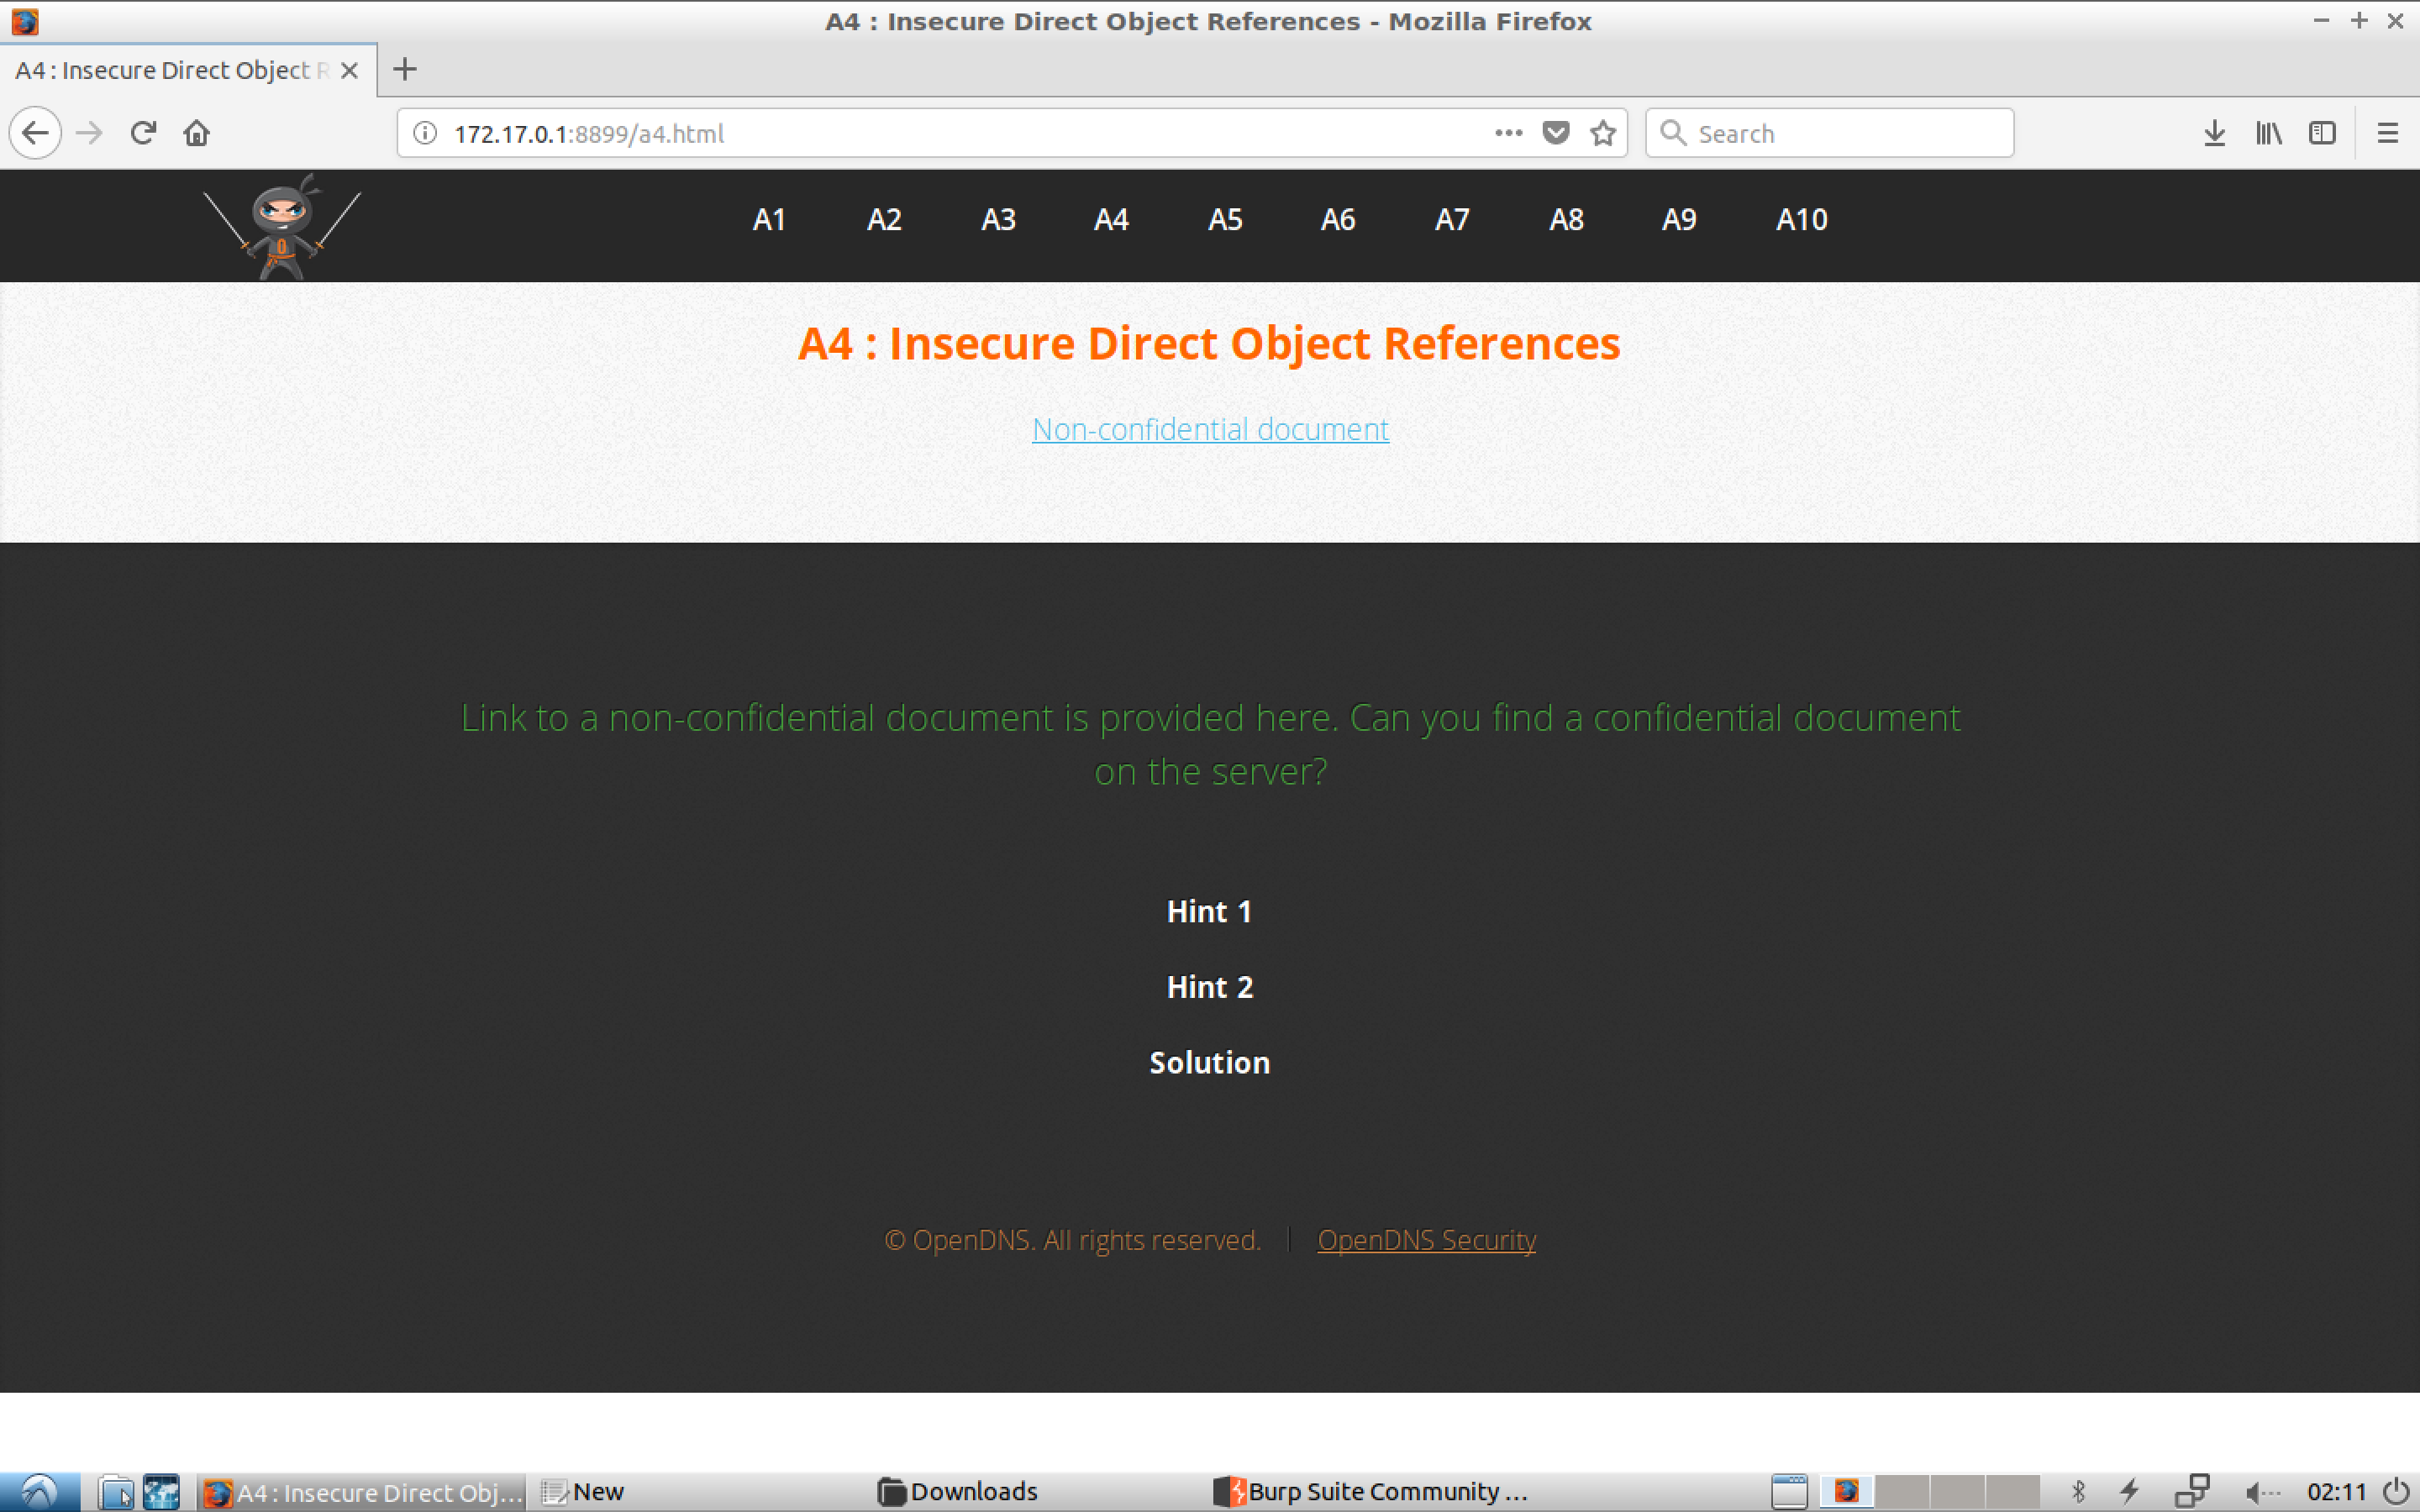 A4 : Insecure Direct Object References - Mozilla Firefox
A4 : Insecure Direct Object R
172.17.0.1:8899/a4.html
Search
A1 A2 A3 A4 A5 A6 A7 A8 A9 A10
A4 : Insecure Direct Object References
Non-confidential document
Link to a non-confidential document is provided here. Can you find a confidential document
on the server?
Hint 1
Hint 2
Solution
© OpenDNS. All rights reserved. | OpenDNS Security
A4 : Insecure Direct Obj... New Downloads Burp Suite Community ... 02:11